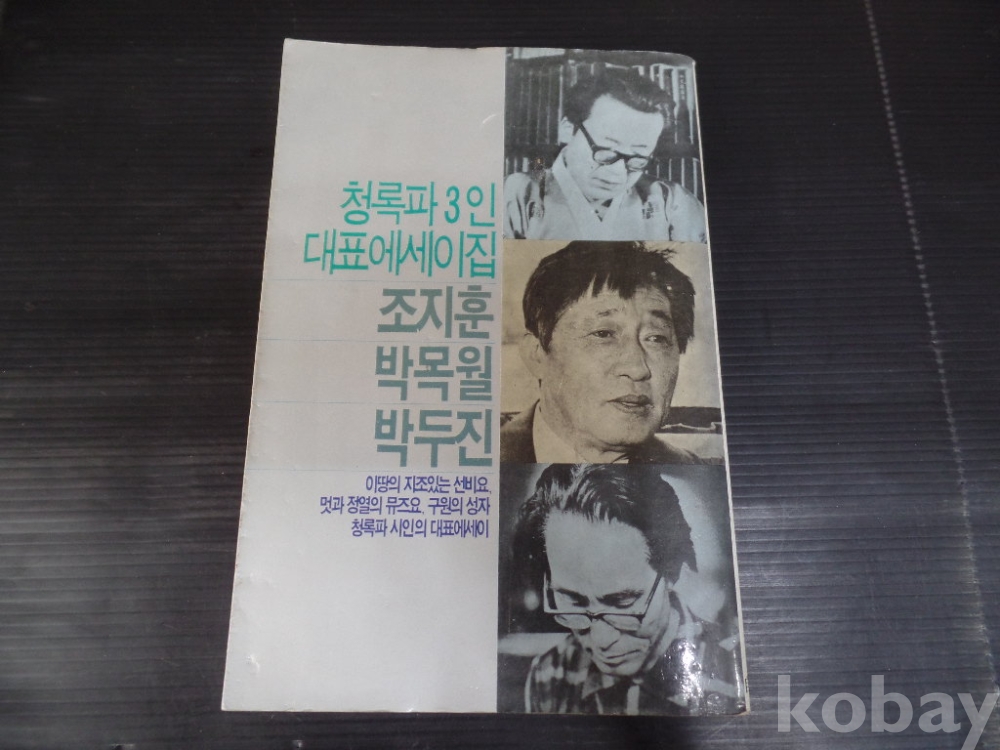 청록파 3인
대표에세이집
조지훈
박목월
박두진
이땅의 지조있는 선비요,
멋과 정열의 뮤즈요, 구원의 성자
청록파 시인의 대표에세이
kobay